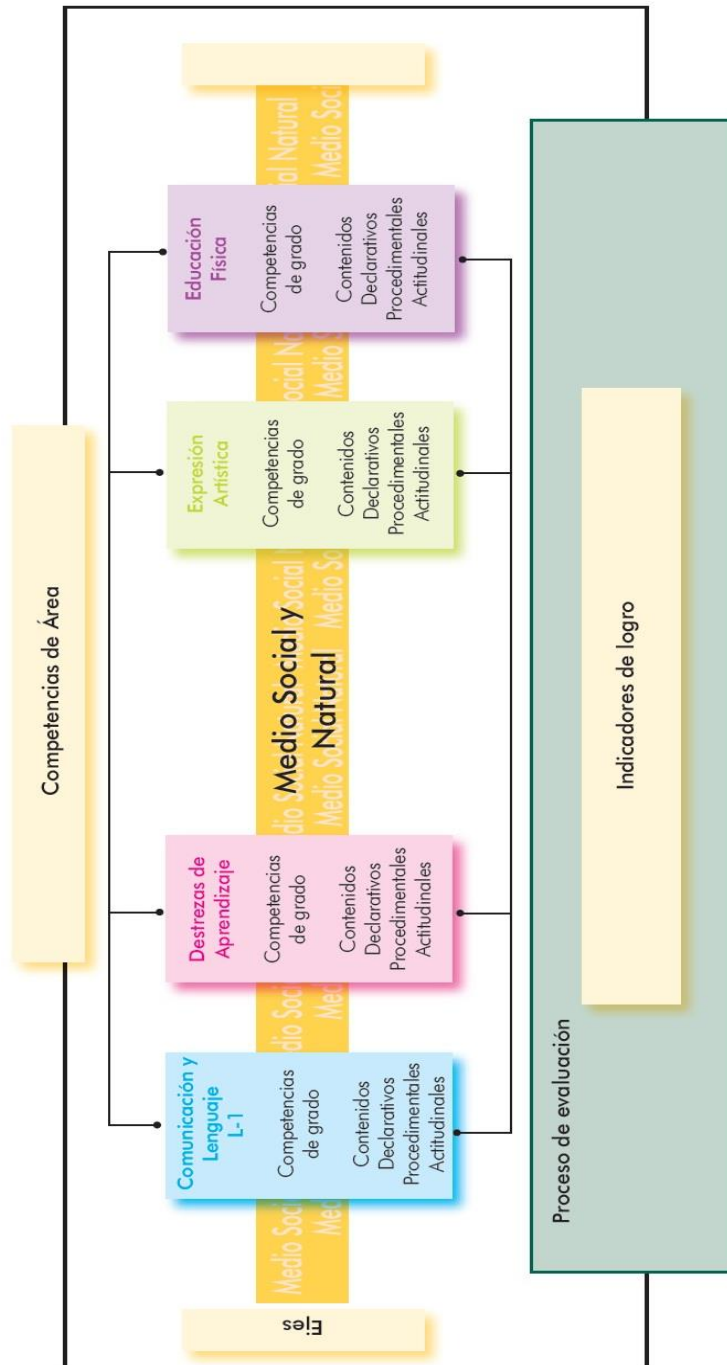 Competencias de Área
Comunicación y
Lenguaje
L-1
Competencias
de grado
Contenidos
Declarativos
Procedimentales
Actitudinales
Destrezas de
Aprendizaje
Competencias
de grado
Contenidos
Declarativos
Procedimentales
Actitudinales
Expresión
Artística
Competencias
de grado
Contenidos
Declarativos
Procedimentales
Actitudinales
Educación
Física
Competencias
de grado
Contenidos
Declarativos
Procedimentales
Actitudinales
Ejes
Medio Social y
Natural
Proceso de evaluación
Indicadores de logro